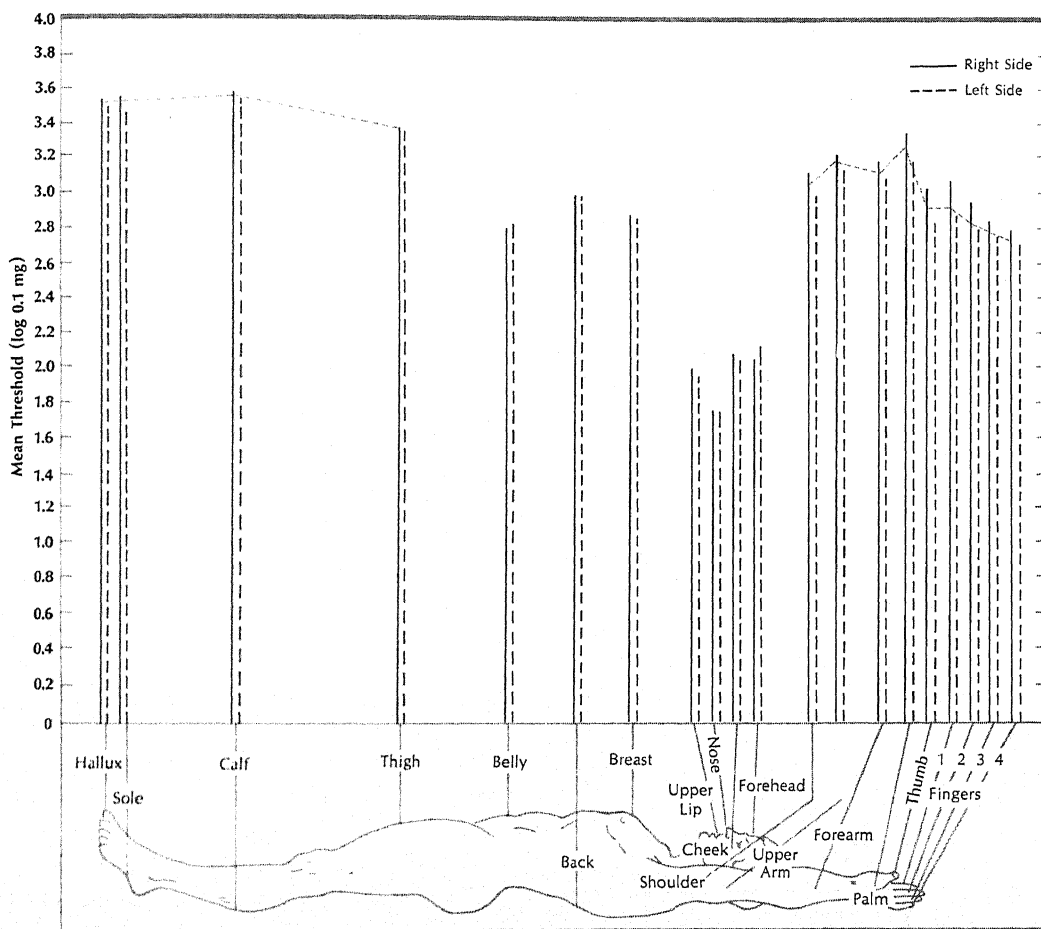 Mean Threshold (log 0.1 mg)
4.0
3.8
3.6
3.4
3.2
3.0
2.8
2.6
2.4
2.2
2.0
1.8
1.6
1.4
1.2
1.0
0.8
0.6
0.4
0.2
0
Right Side
Left Side
Hallux
Sole
Calf
Thigh
Belly
Back
Breast
Upper
Lip
Nose
Cheek
Forehead
Shoulder
Upper
Arm
Forearm
Palm
Thumb
1 2 3 4
Fingers